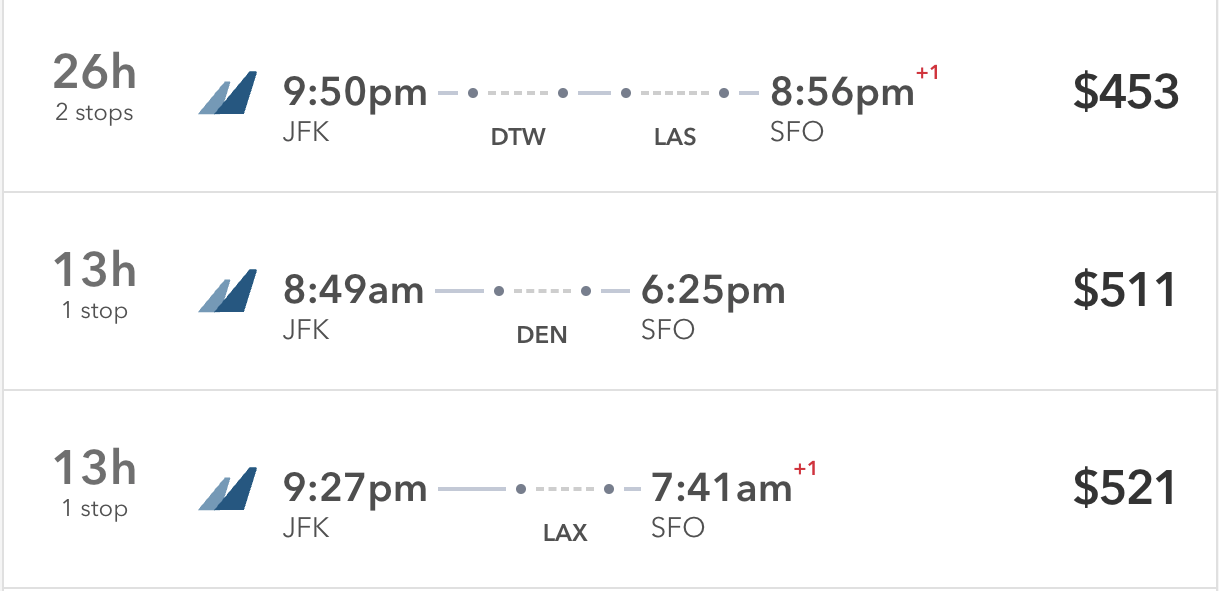 26h
2 stops
9:50pm
JFK
DTW
LAS
8:56pm+1
SFO
$453
13h
1 stop
8:49am
JFK
DEN
6:25pm
SFO
$511
13h
1 stop
9:27pm
JFK
LAX
7:41am+1
SFO
$521